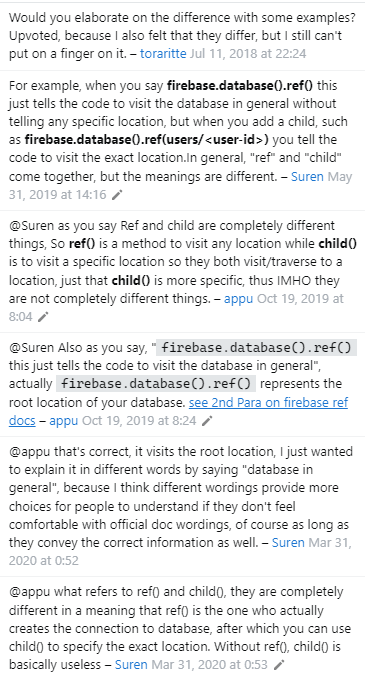 Would you elaborate on the difference with some examples?
Upvoted, because I also felt that they differ, but I still can't
put on a finger on it. – toraritte Jul 11, 2018 at 22:24
For example, when you say firebase.database().ref() this
just tells the code to visit the database in general without
telling any specific location, but when you add a child, such
as firebase.database().ref(users/<user-id>) you tell the
code to visit the exact location.In general, "ref" and "child"
come together, but the meanings are different. – Suren May
31, 2019 at 14:16
@Suren as you say Ref and child are completely different
things, So ref() is a method to visit any location while child()
is to visit a specific location so they both visit/traverse to a
location, just that child() is more specific, thus IMHO they
are not completely different things. – appu Oct 19, 2019 at
8:04
@Suren Also as you say, " firebase.database().ref()
this just tells the code to visit the database in general",
actually firebase.database().ref() represents the
root location of your database. see 2nd Para on firebase ref
docs – appu Oct 19, 2019 at 8:24
@appu that's correct, it visits the root location, I just wanted
to explain it in different words by saying "database in
general", because I think different wordings provide more
choices for people to understand if they don't feel
comfortable with official doc wordings, of course as long as
they convey the correct information as well. – Suren Mar 31,
2020 at 0:52
@appu what refers to ref() and child(), they are completely
different in a meaning that ref() is the one who actually
creates the connection to database, after which you can use
child() to specify the exact location. Without ref(), child() is
basically useless – Suren Mar 31, 2020 at 0:53